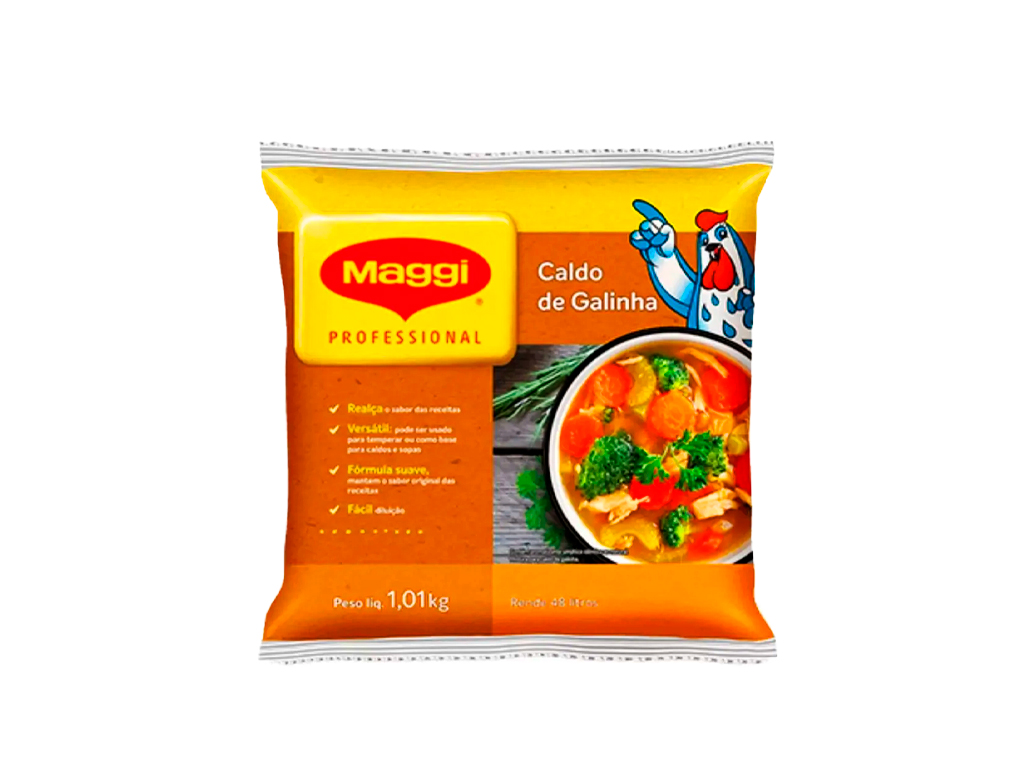 Maggi
®
PROFESSIONAL
Caldo
de Galinha
Realça o sabor das receitas
Versátil: pode ser usado
para temperar ou como base
para caldos e sopas
Fórmula suave,
mantem o sabor original das
receitas
Fácil diluição
Peso líq. 1,01kg
Rende 48 litros